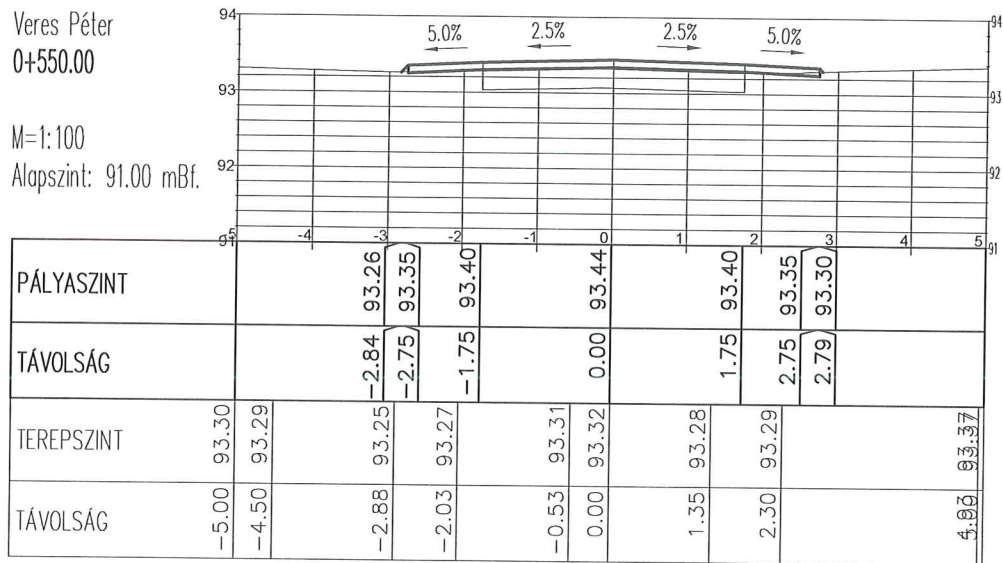 Veres Péter
0+550.00
M=1:100
Alapszint: 91.00 mBf.
94 94
5.0% 2.5% 2.5% 5.0%
93 93
92 92
91 91
-5 -4 -3 -2 -1 0 1 2 3 4 5
PÁLYASZINT 93.26 93.35 93.40 93.44 93.40 93.35 93.30
TÁVOLSÁG -2.84 -2.75 -1.75 0.00 1.75 2.75 2.79
TEREPSZINT 93.30 93.29 93.25 93.27 93.31 93.32 93.28 93.29 93.37
TÁVOLSÁG -5.00 -4.50 -2.88 -2.03 -0.53 0.00 1.35 2.30